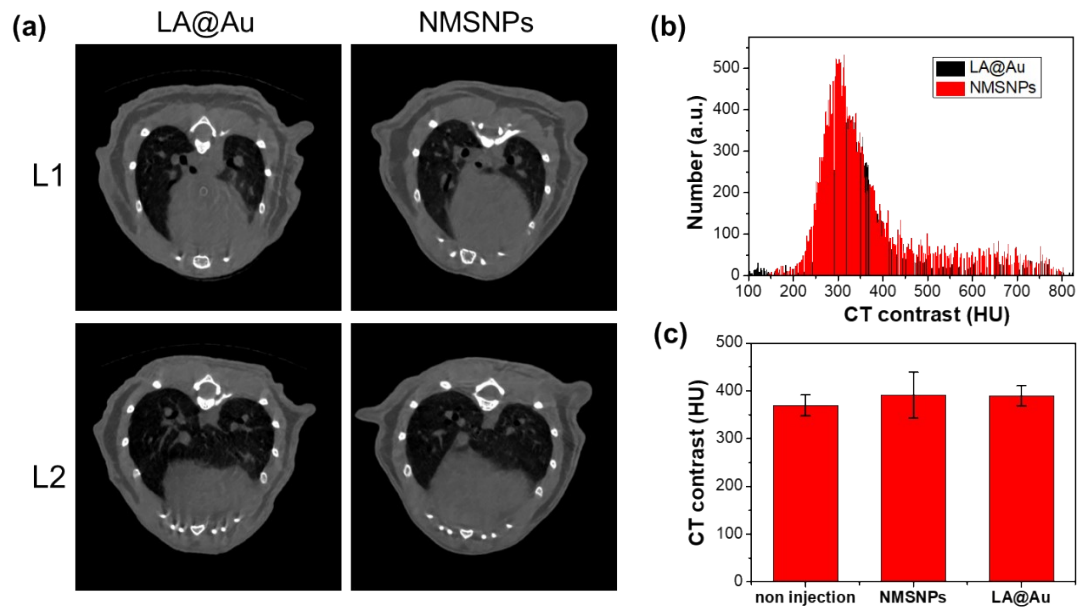 (a)
LA@Au
NMSNPs
L1
L2
(b)
LA@Au
NMSNPs
Number (a.u.)
500
400
300
200
100
0
100 200 300 400 500 600 700 800
CT contrast (HU)
(c)
CT contrast (HU)
500
400
300
200
100
0
non injection NMSNPs LA@Au